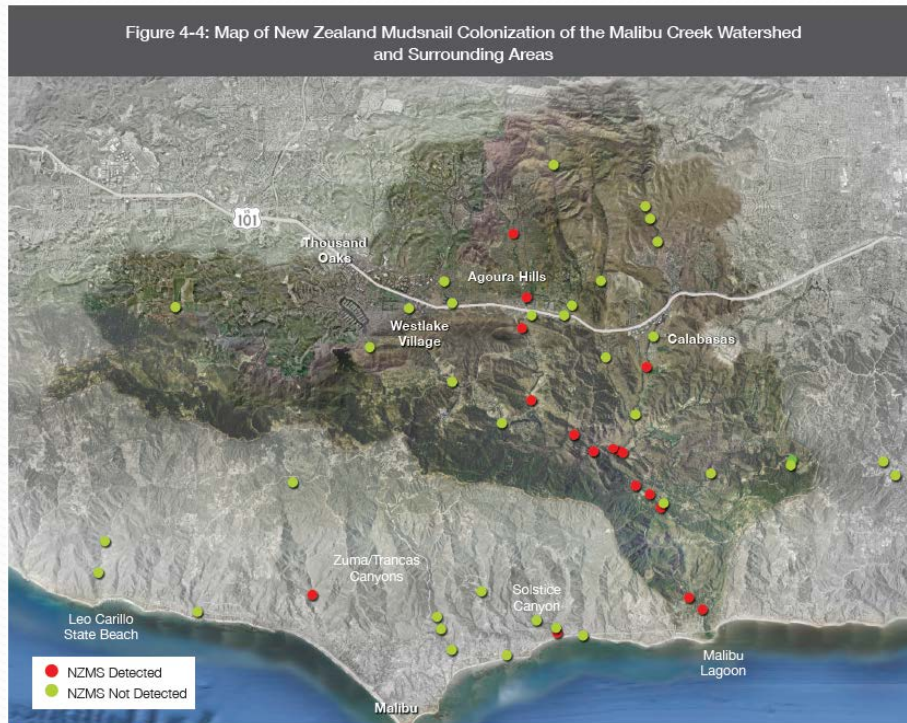 Figure 4-4: Map of New Zealand Mudsnail Colonization of the Malibu Creek Watershed
and Surrounding Areas
US
101
Thousand
Oaks
Agoura Hills
Westlake
Village
Calabasas
Zuma/Trancas
Canyons
Solstice
Canyon
Leo Carillo
State Beach
Malibu
Lagoon
NZMS Detected
NZMS Not Detected
Malibu